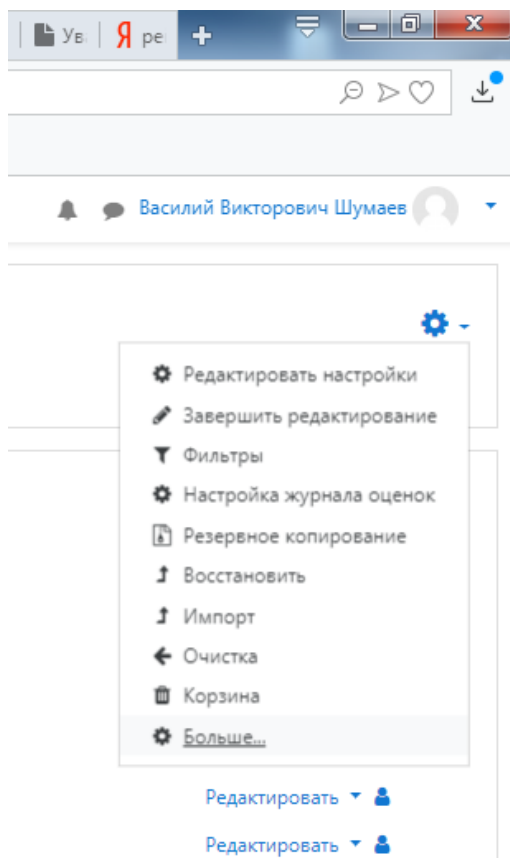 Ув Я ре
Василий Викторович Шумаев
Редактировать настройки
Завершить редактирование
Фильтры
Настройка журнала оценок
Резервное копирование
Восстановить
Импорт
Очистка
Корзина
Больше...
Редактировать
Редактировать